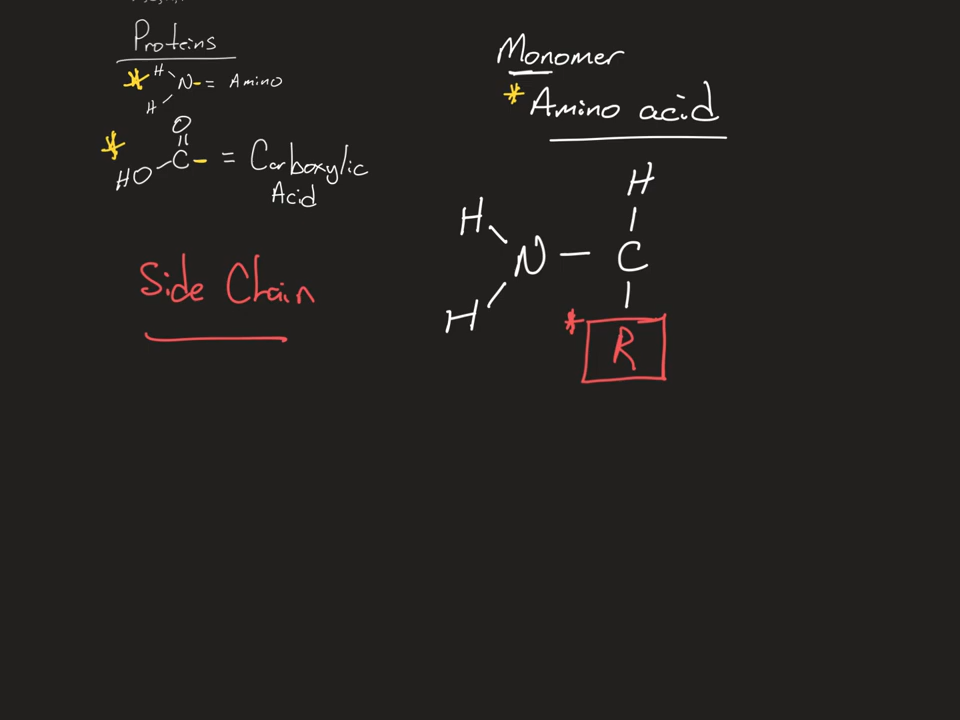 Proteins
* H
N - = Amino
H
* O
HO C - = Carboxylic
Acid
Side Chain
Monomer
* Amino acid
H
H
N — C
H
* R